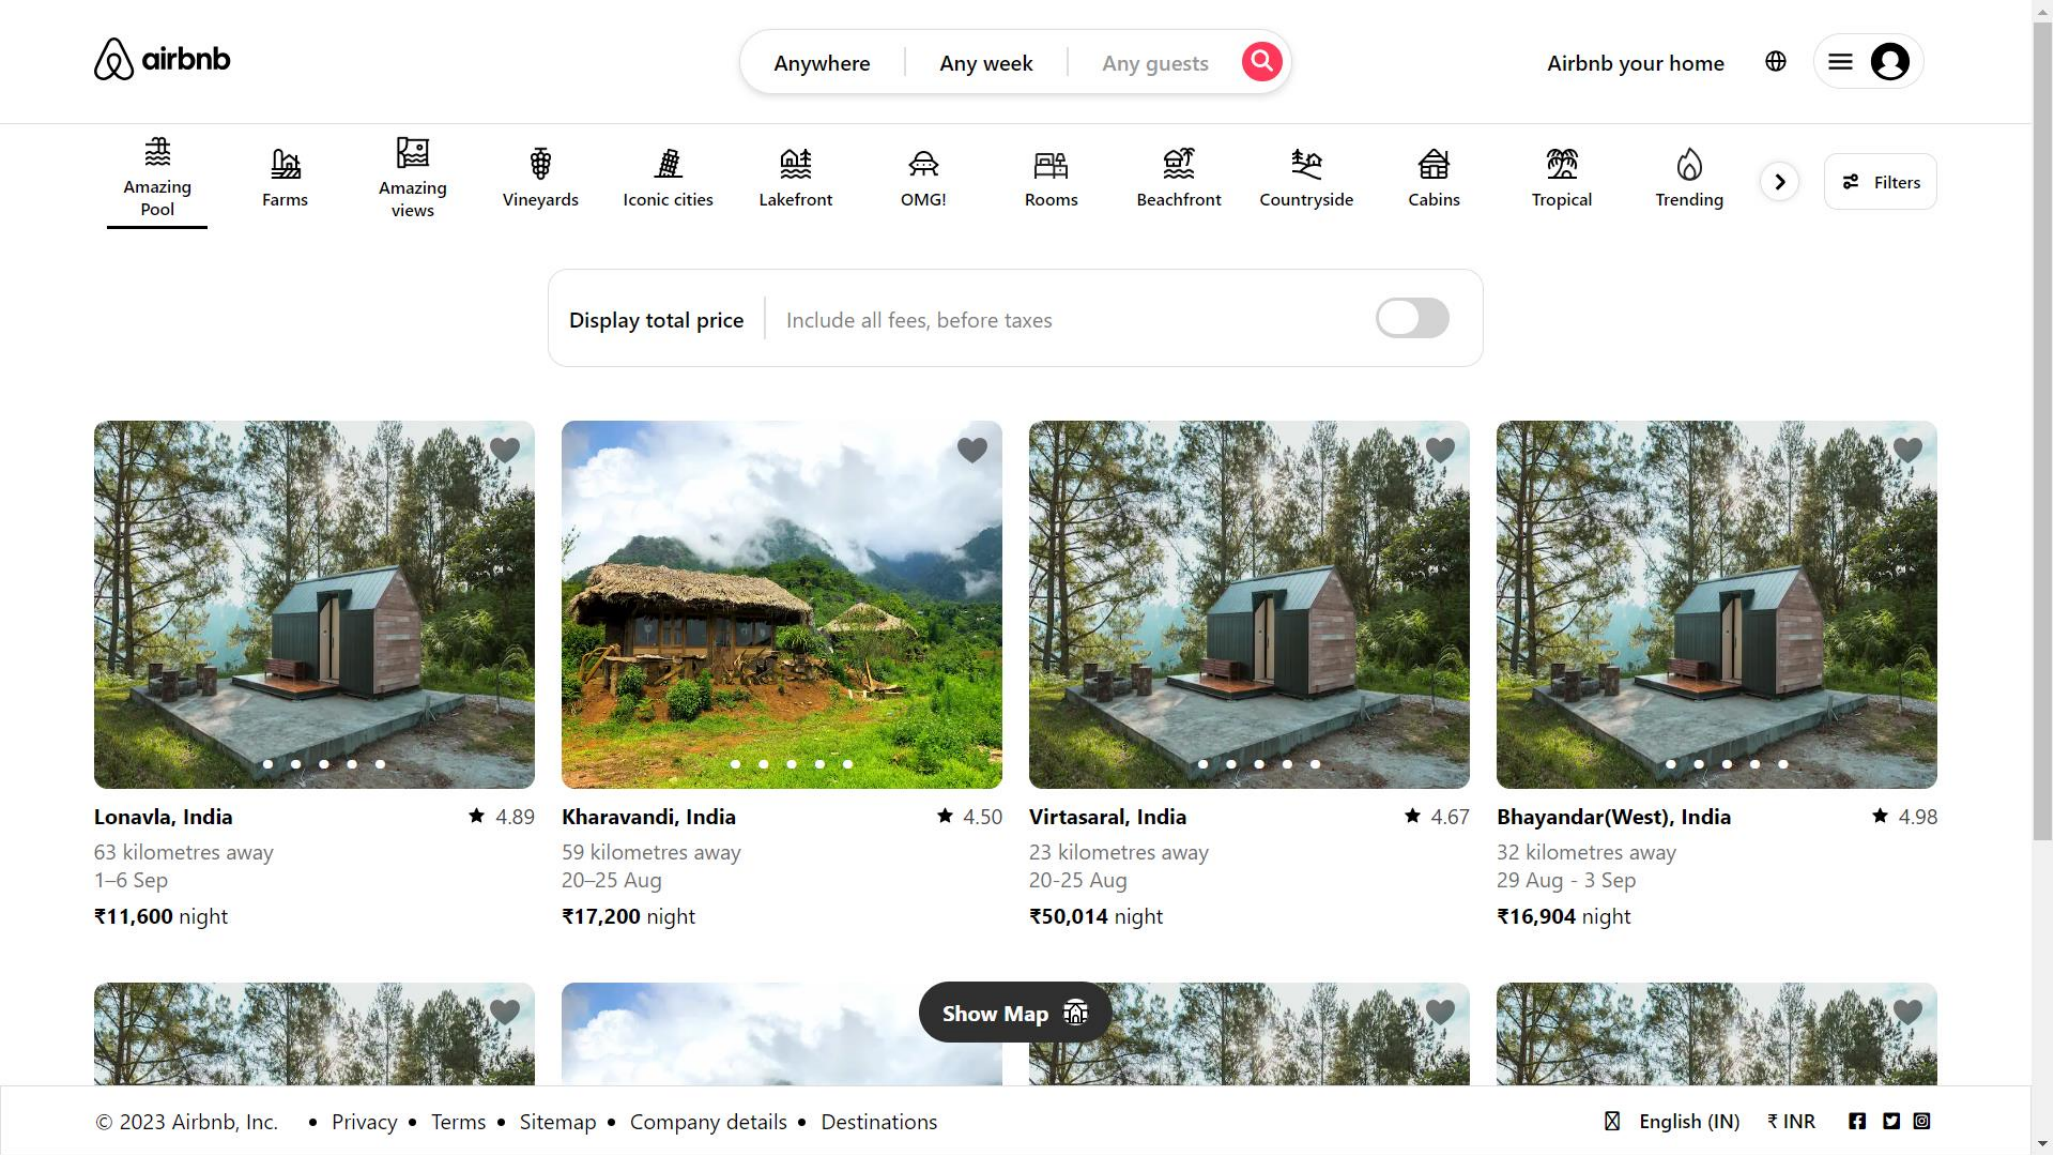 airbnb
Anywhere Any week Any guests
Airbnb your home
Amazing
Pool
Farms
Amazing
views
Vineyards
Iconic cities
Lakefront
OMG!
Rooms
Beachfront
Countryside
Cabins
Tropical
Trending
Filters
Display total price Include all fees, before taxes
Lonavla, India 4.89
63 kilometres away
1–6 Sep
₹11,600 night
Kharavandi, India 4.50
59 kilometres away
20–25 Aug
₹17,200 night
Virtasaral, India 4.67
23 kilometres away
20-25 Aug
₹50,014 night
Bhayandar(West), India 4.98
32 kilometres away
29 Aug - 3 Sep
₹16,904 night
Show Map
© 2023 Airbnb, Inc. • Privacy • Terms • Sitemap • Company details • Destinations
English (IN) ₹ INR